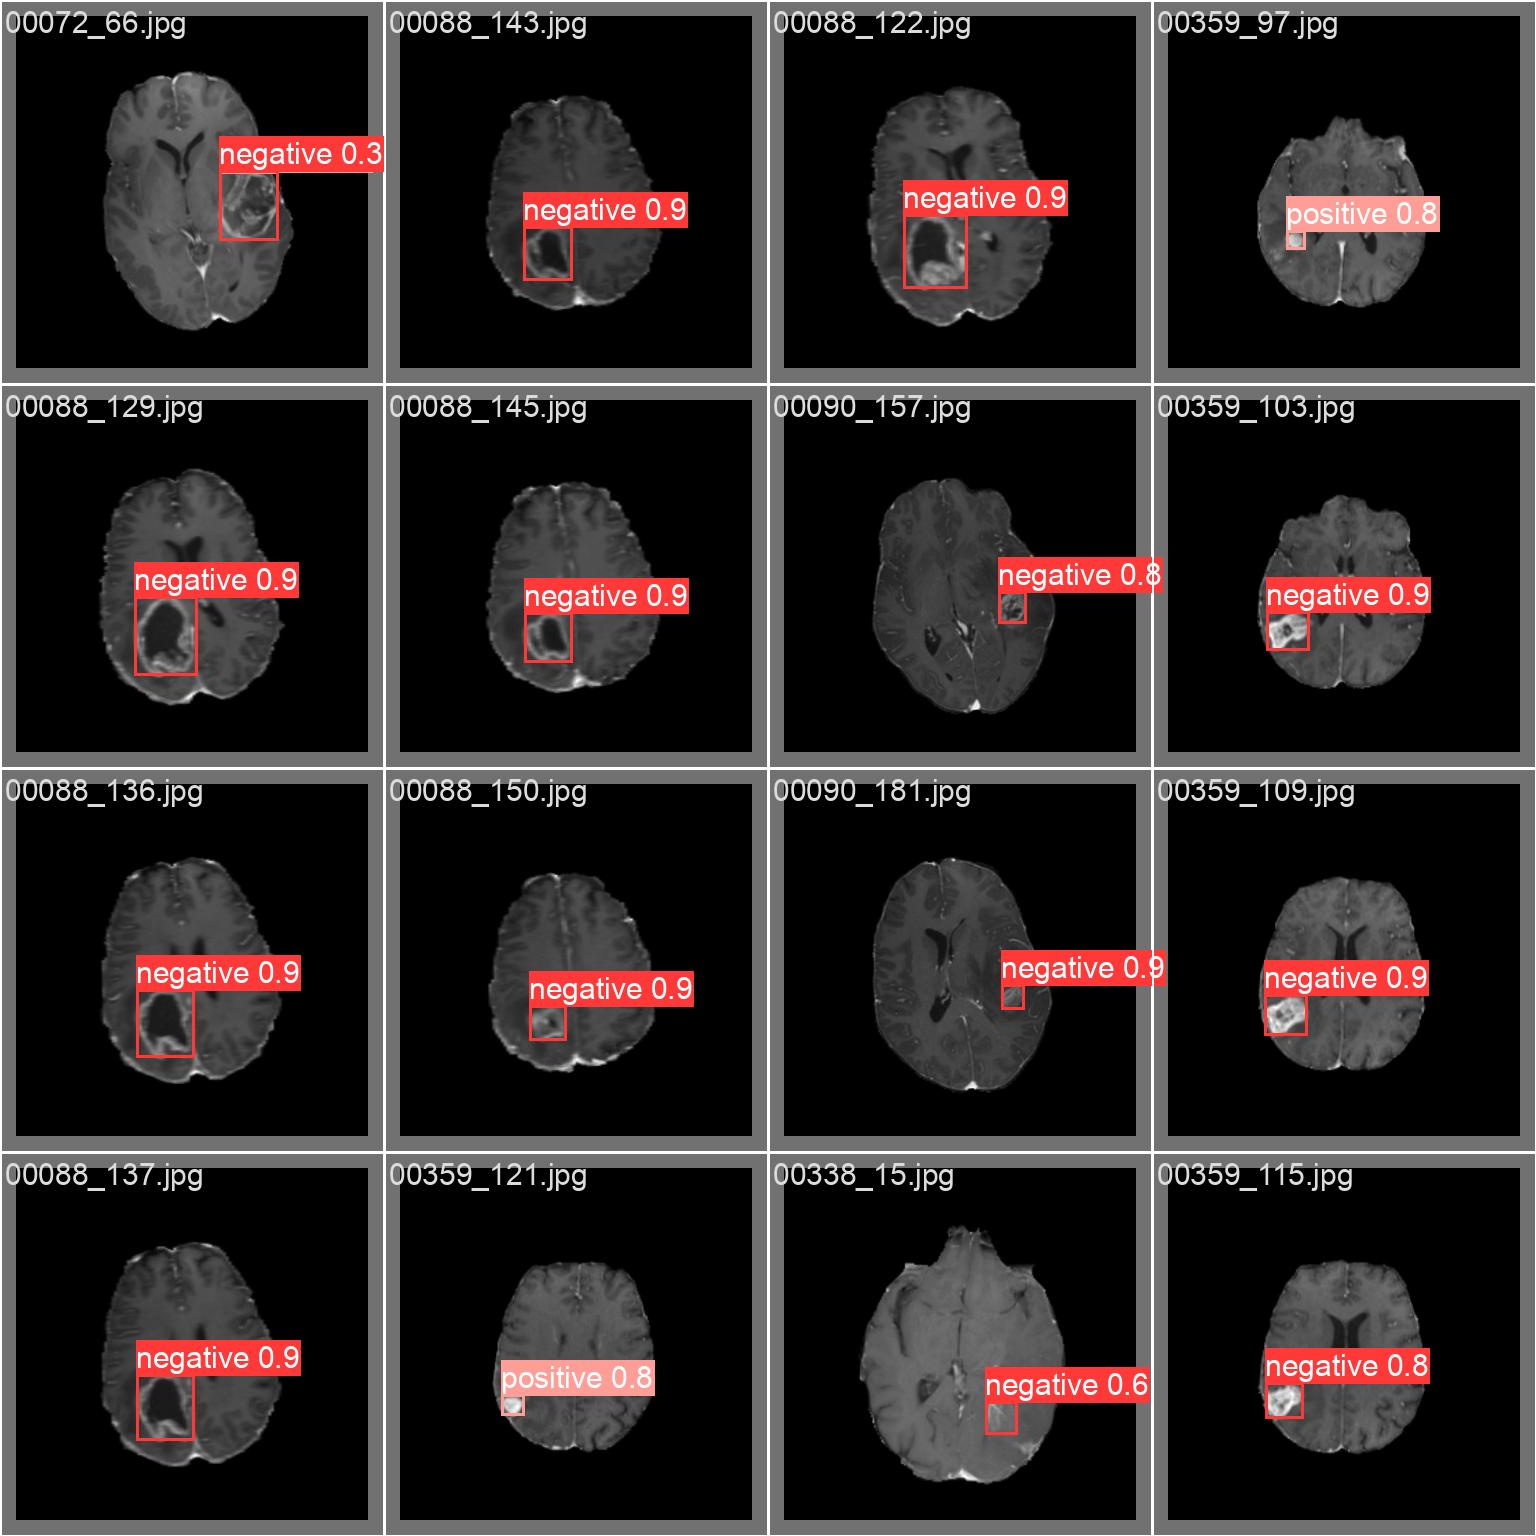 00072_66.jpg
negative 0.3
00088_143.jpg
negative 0.9
00088_122.jpg
negative 0.9
00359_97.jpg
positive 0.8
00088_129.jpg
negative 0.9
00088_145.jpg
negative 0.9
00090_157.jpg
negative 0.8
00359_103.jpg
negative 0.9
00088_136.jpg
negative 0.9
00088_150.jpg
negative 0.9
00090_181.jpg
negative 0.9
00359_109.jpg
negative 0.9
00088_137.jpg
negative 0.9
00359_121.jpg
positive 0.8
00338_15.jpg
negative 0.6
00359_115.jpg
negative 0.8